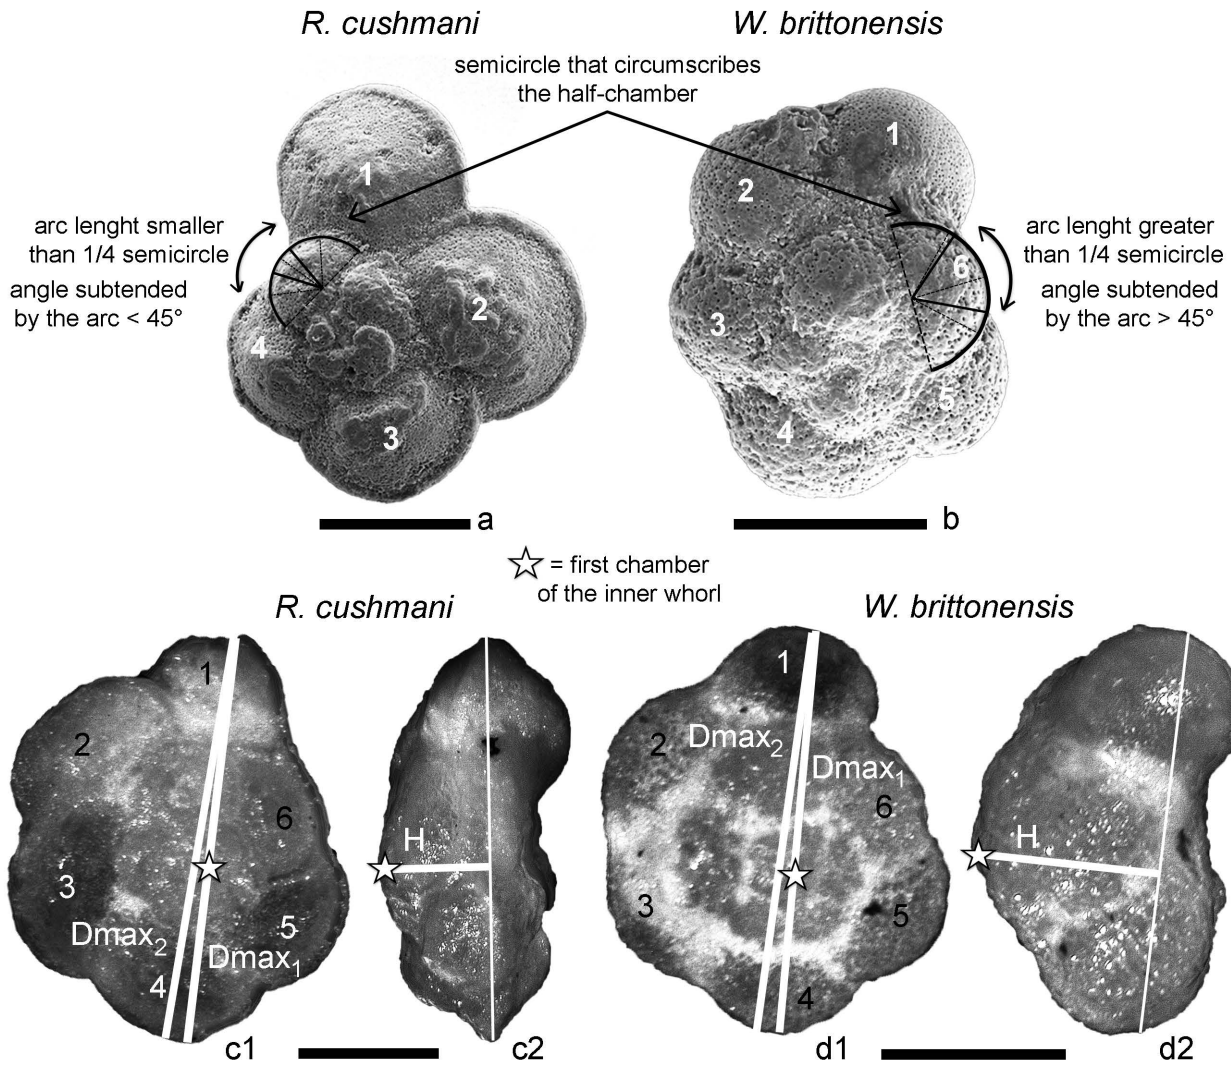 R. cushmani
W. brittonensis
semicircle that circumscribes
the half-chamber
1
2
3
4
arc lenght smaller
than 1/4 semicircle
angle subtended
by the arc < 45°
1
2
3
4
5
6
arc lenght greater
than 1/4 semicircle
angle subtended
by the arc > 45°
a
b
= first chamber
of the inner whorl
R. cushmani
W. brittonensis
1
2
3
4
5
6
Dmax2
Dmax1
H
1
2
3
4
5
6
Dmax2
Dmax1
H
c1
c2
d1
d2